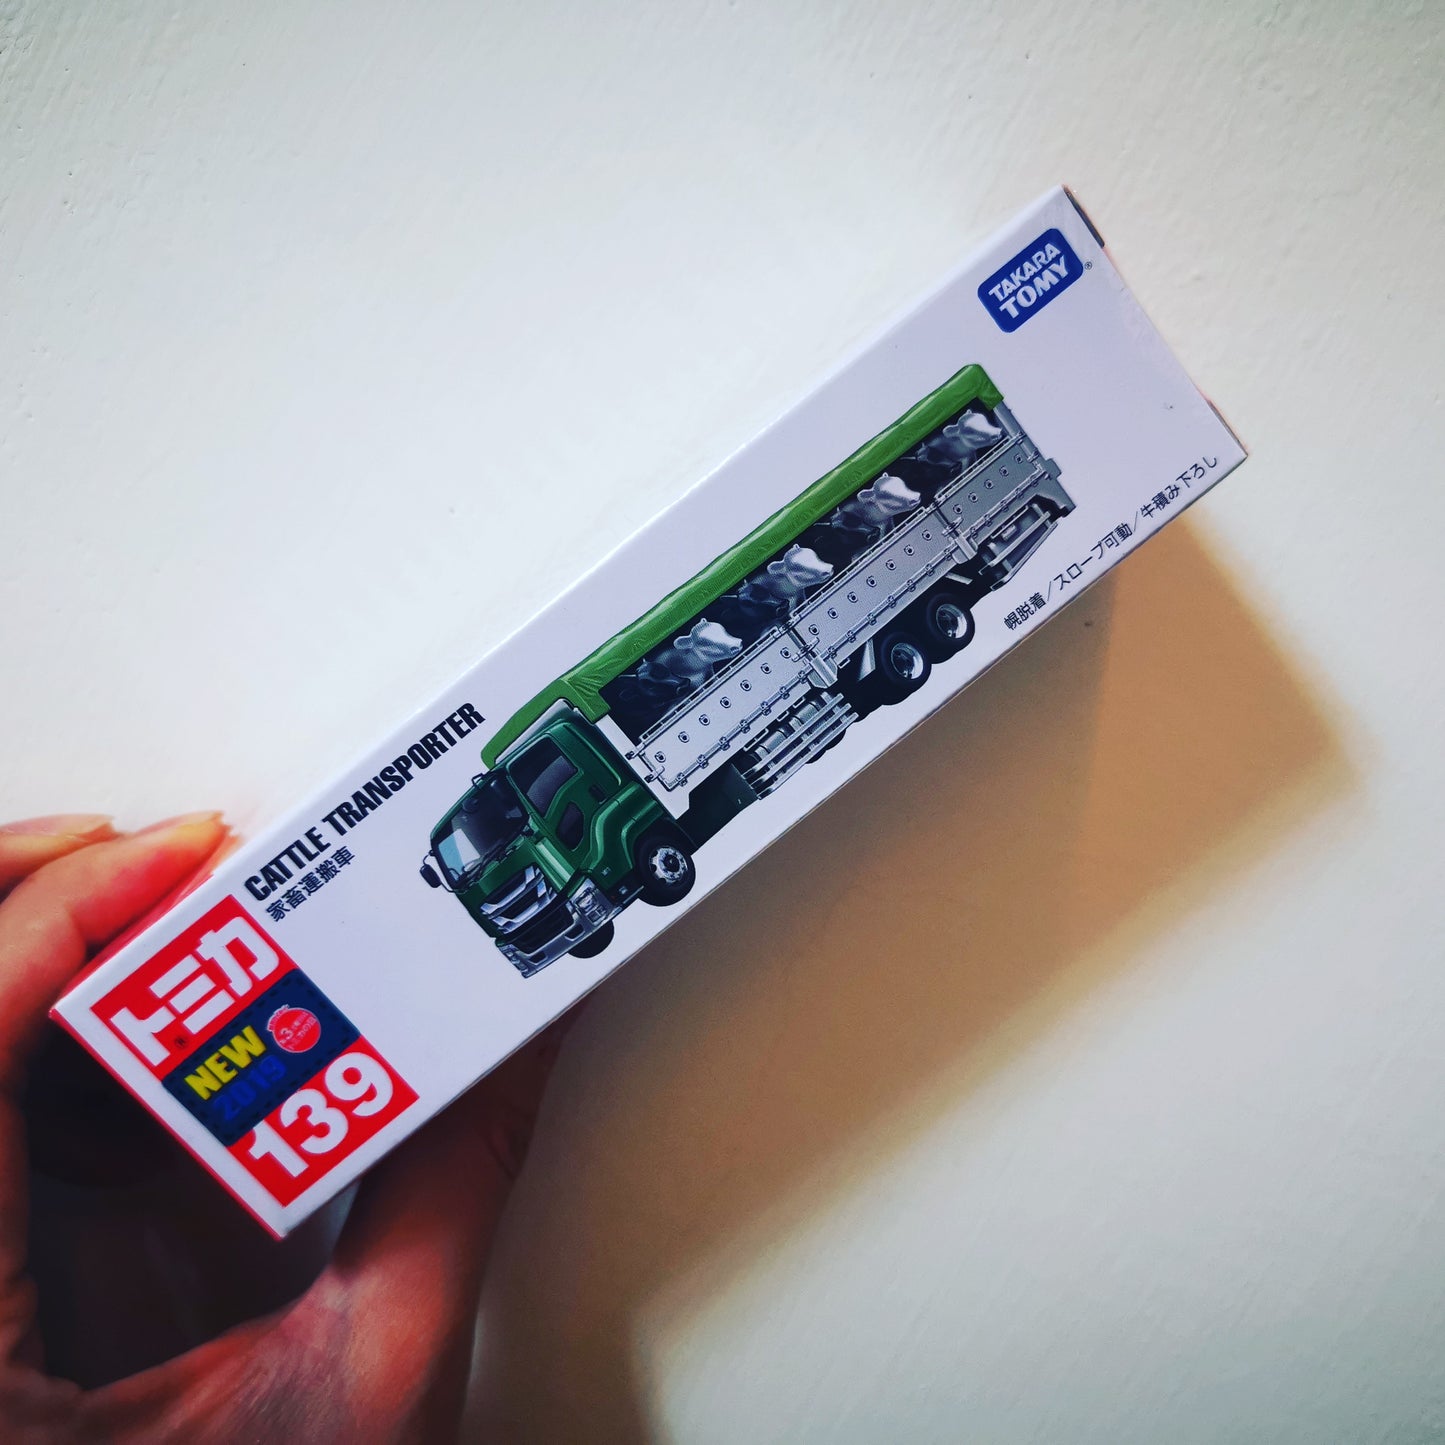 TAKARA
TOMY®
CATTLE TRANSPORTER
家畜運搬車
幌脱着/スロープ可動/牛積み下ろし
トミカ
®
NEW
2019
139